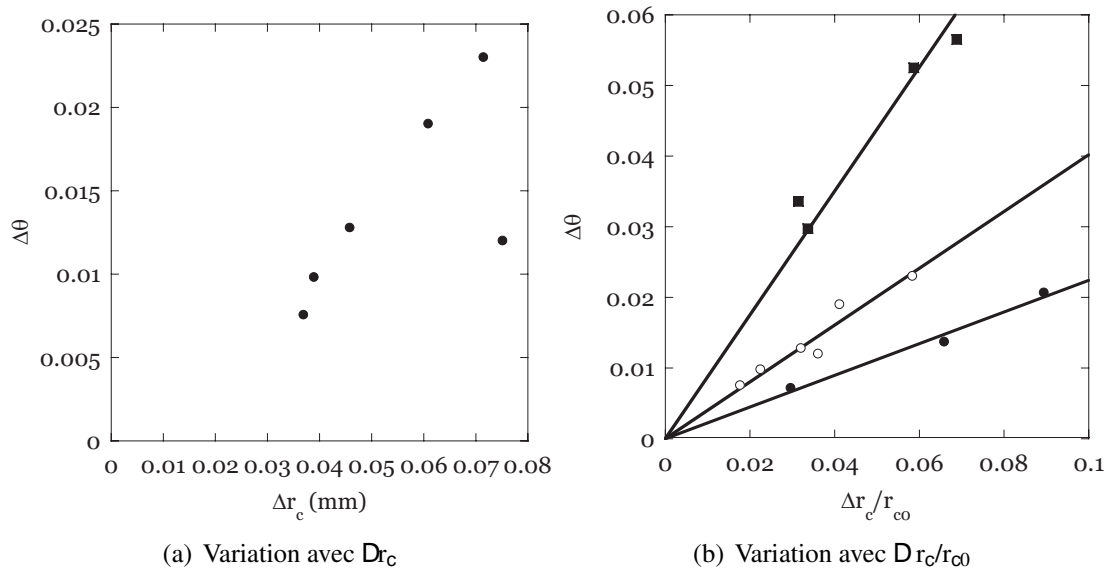 0.025
0.02
0.015
0.01
0.005
0
Δθ
0 0.01 0.02 0.03 0.04 0.05 0.06 0.07 0.08
Δr_c (mm)
(a) Variation avec Dr_c
0.06
0.05
0.04
0.03
0.02
0.01
0
Δθ
0 0.02 0.04 0.06 0.08 0.1
Δr_c/r_co
(b) Variation avec D r_c/r_c0